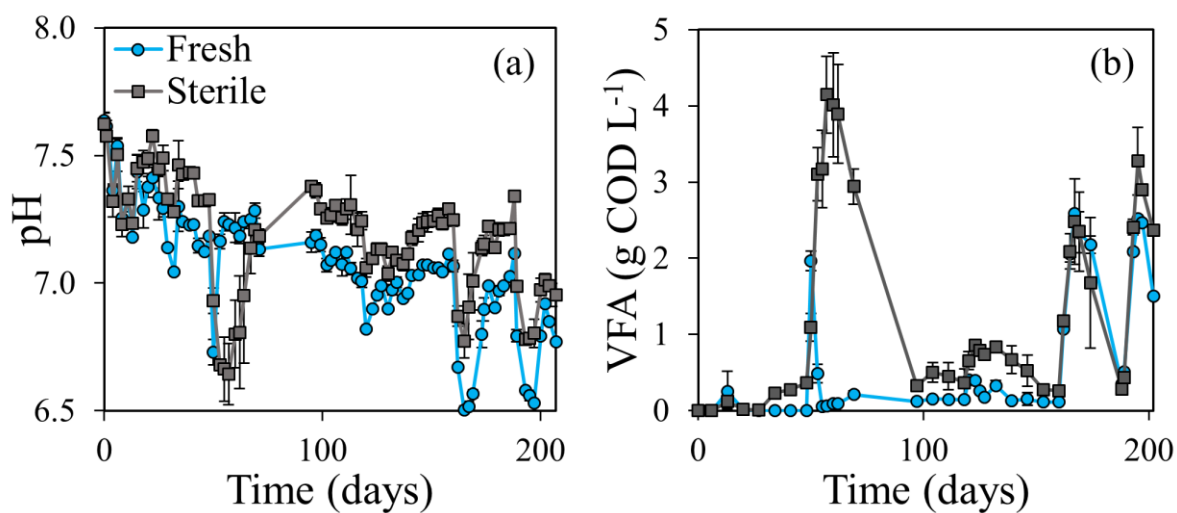 8.0
7.5
7.0
6.5
pH
Fresh
Sterile
(a)
0
100
200
Time (days)
5
4
3
2
1
0
VFA (g COD L⁻¹)
(b)
0
100
200
Time (days)